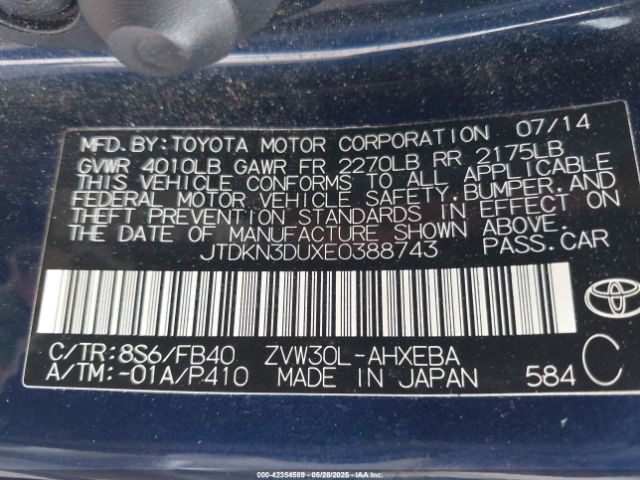 MFD. BY: TOYOTA MOTOR CORPORATION 07/14
GVWR 4010LB GAWR FR 2270LB RR 2175LB
THIS VEHICLE CONFORMS TO ALL APPLICABLE
FEDERAL MOTOR VEHICLE SAFETY, BUMPER, AND
THEFT PREVENTION STANDARDS IN EFFECT ON
THE DATE OF MANUFACTURE SHOWN ABOVE.
JTDKN3DUXE0388743 PASS. CAR
C/TR: 8S6/FB40 ZVW30L-AHXEBA
A/TM: -01A/P410 MADE IN JAPAN 584 C
000-42354589 - 05/28/2025 - IAAI.COM